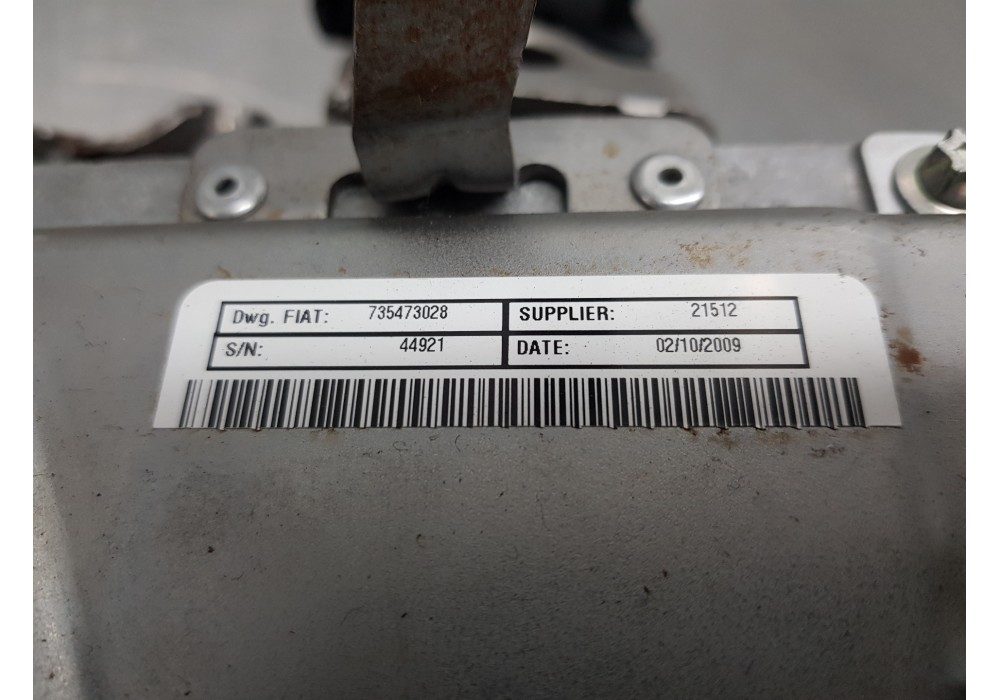 Dwg. FIAT: 735473028 SUPPLIER: 21512
S/N: 44921 DATE: 02/10/2009